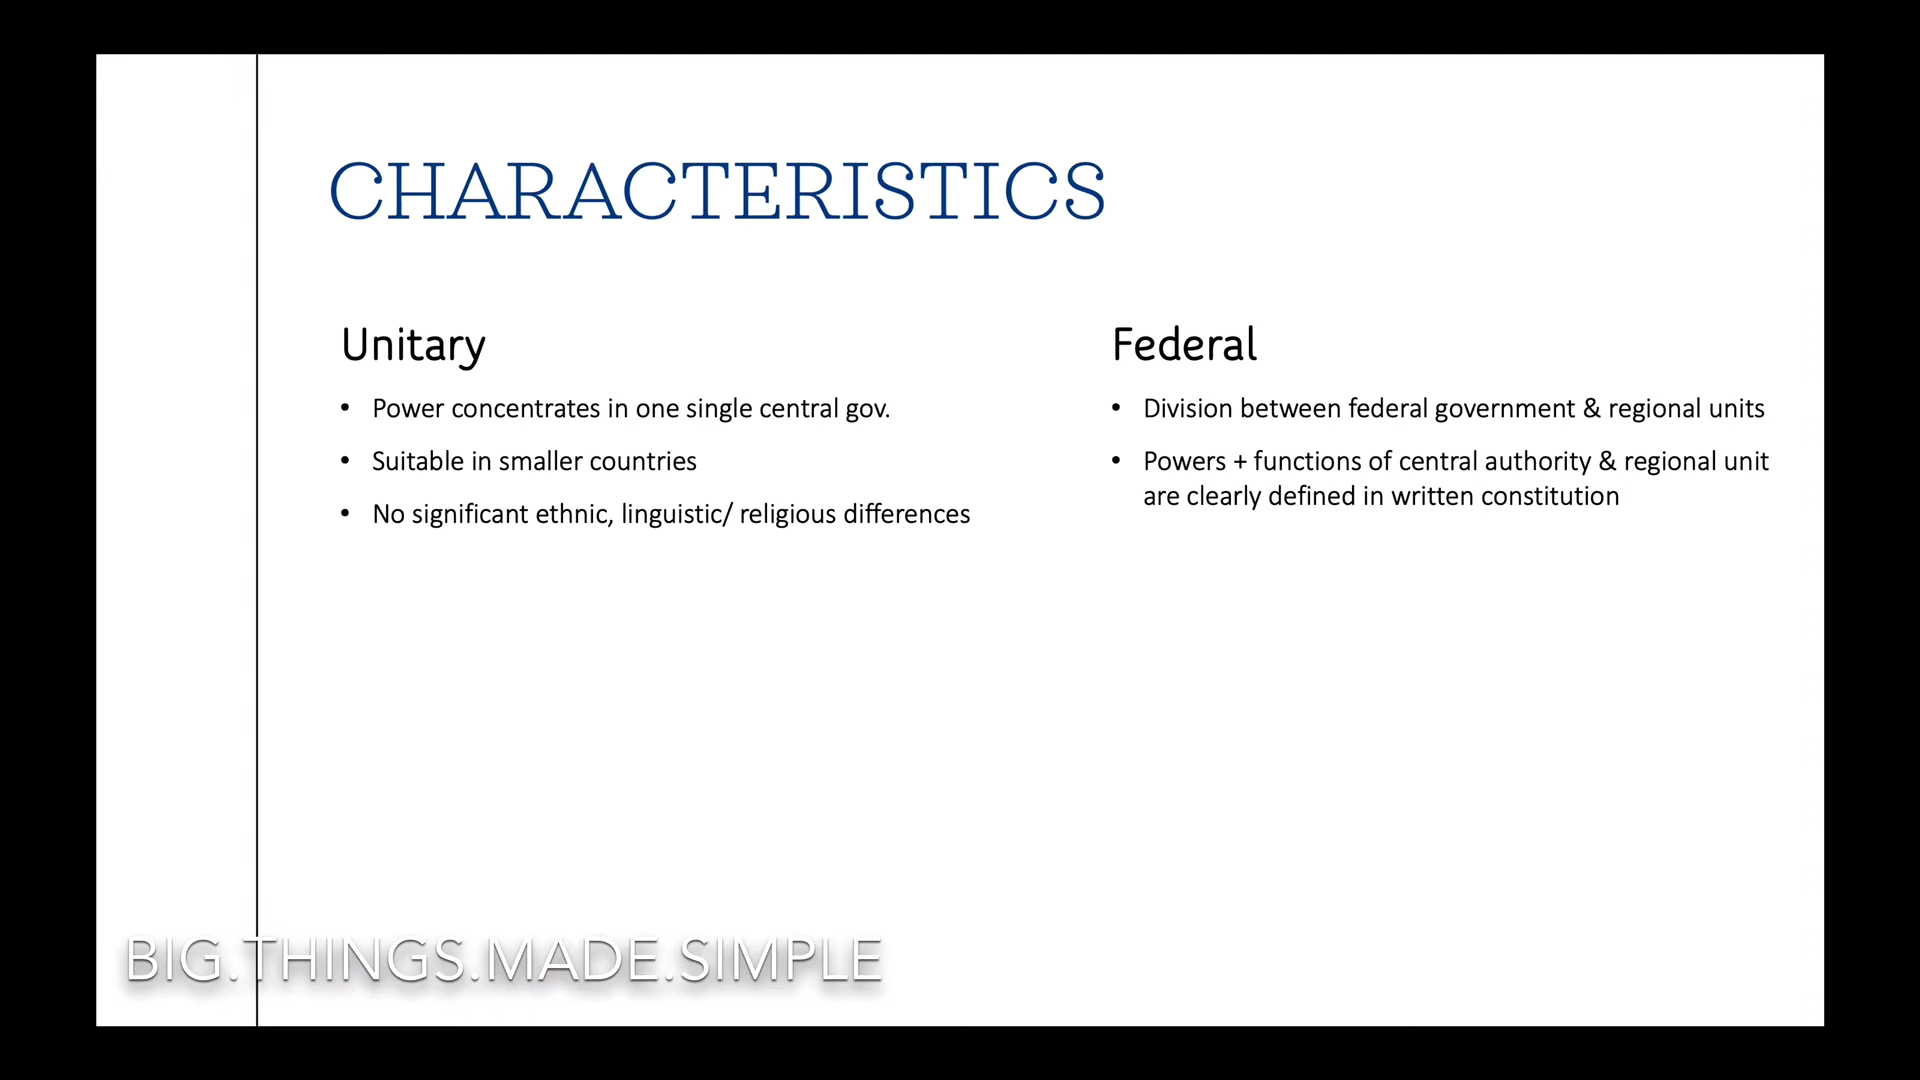 CHARACTERISTICS
Unitary
• Power concentrates in one single central gov.
• Suitable in smaller countries
• No significant ethnic, linguistic/ religious differences
Federal
• Division between federal government & regional units
• Powers + functions of central authority & regional unit
are clearly defined in written constitution
BIG.THINGS.MADE.SIMPLE